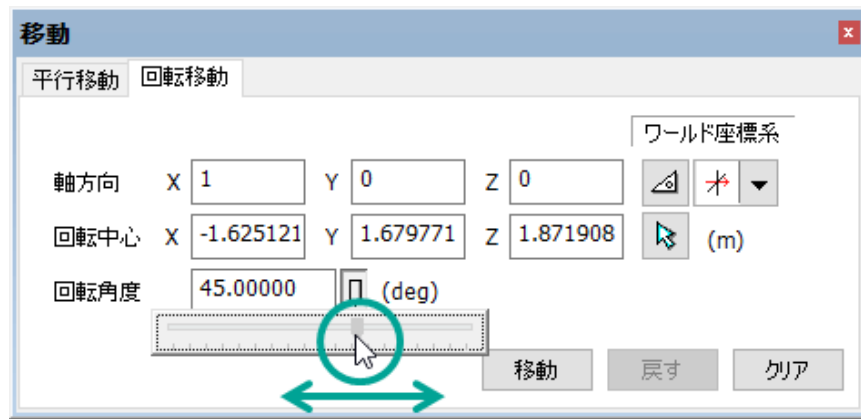 移動
平行移動 回転移動
ワールド座標系
軸方向 X 1 Y 0 Z 0
回転中心 X -1.625121 Y 1.679771 Z 1.871908 (m)
回転角度 45.00000 (deg)
移動 戻す クリア